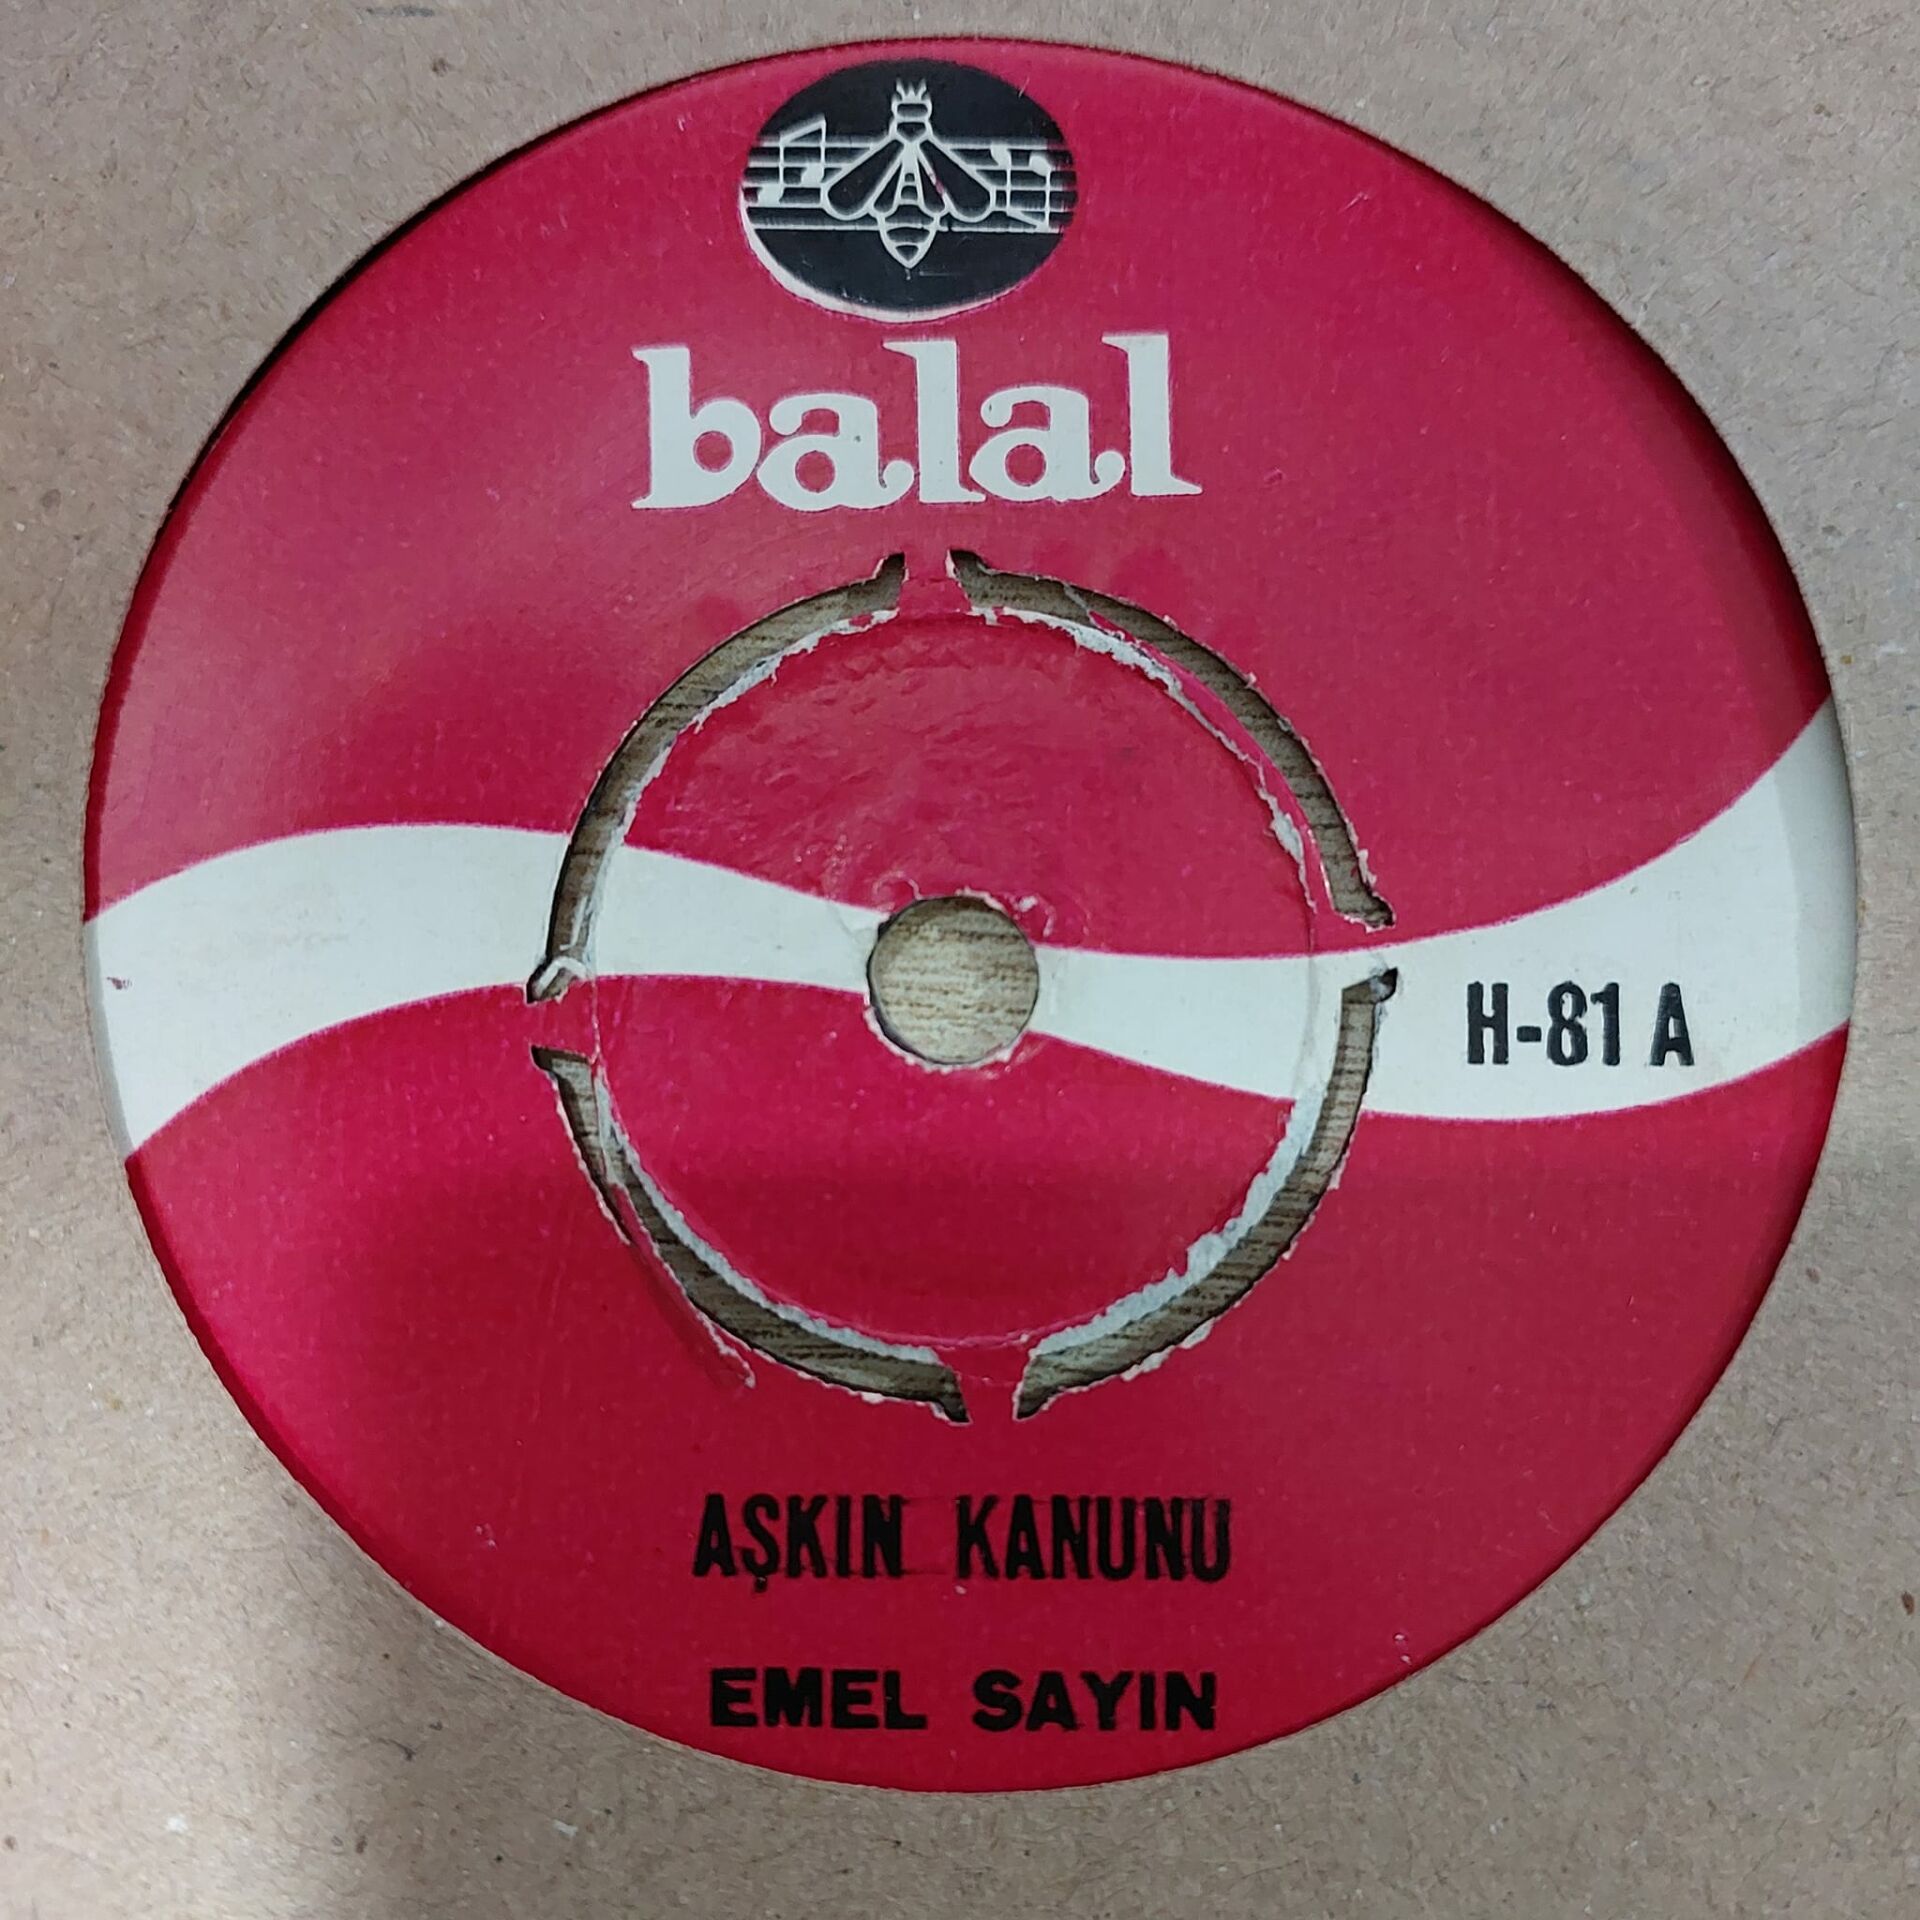 balal
H-81 A
AŞKIN KANUNU
EMEL SAYIN